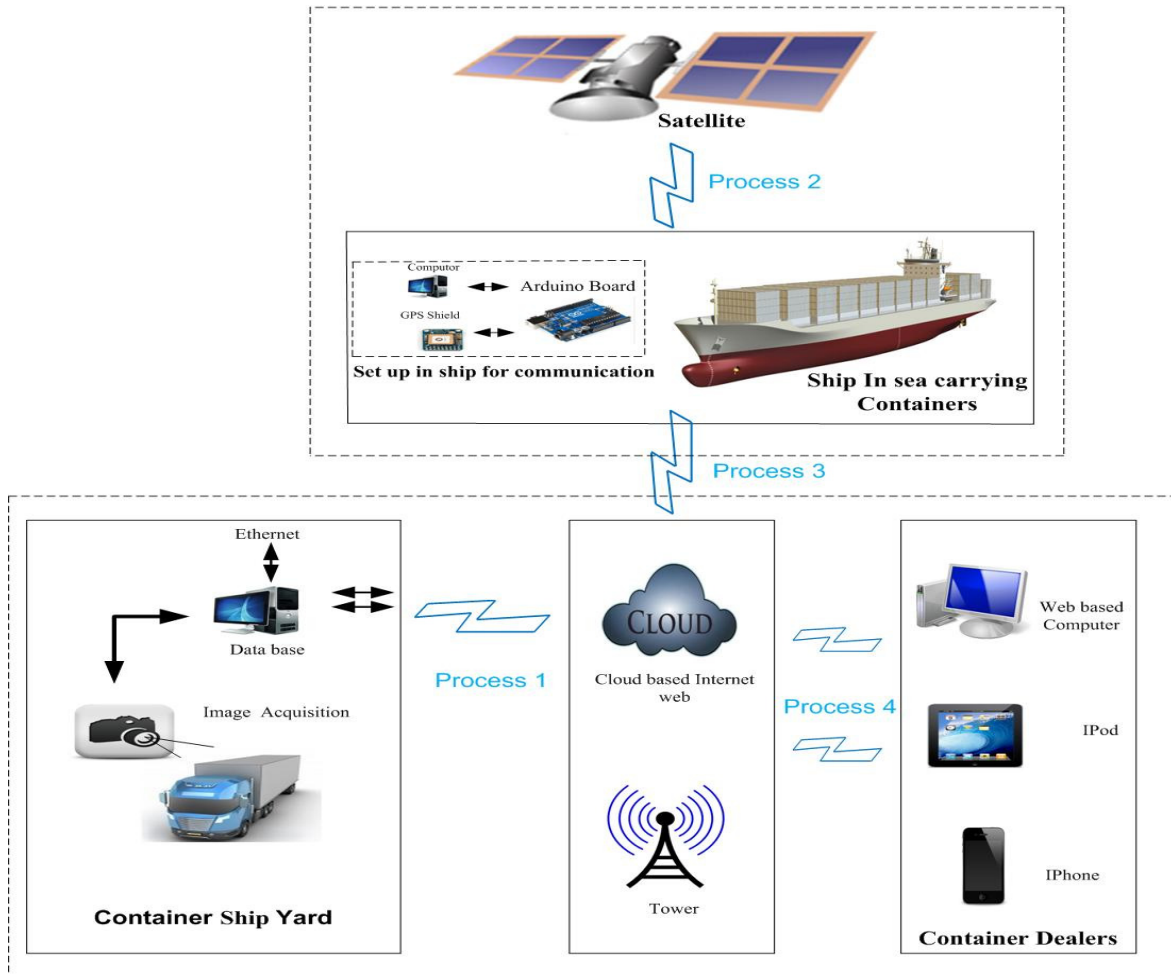 Satellite
Process 2
Computor
Arduino Board
GPS Shield
Set up in ship for communication
Ship In sea carrying
Containers
Process 3
Ethernet
Data base
Image Acquisition
Container Ship Yard
Process 1
CLOUD
Cloud based Internet
web
Tower
Process 4
Web based
Computer
IPod
IPhone
Container Dealers